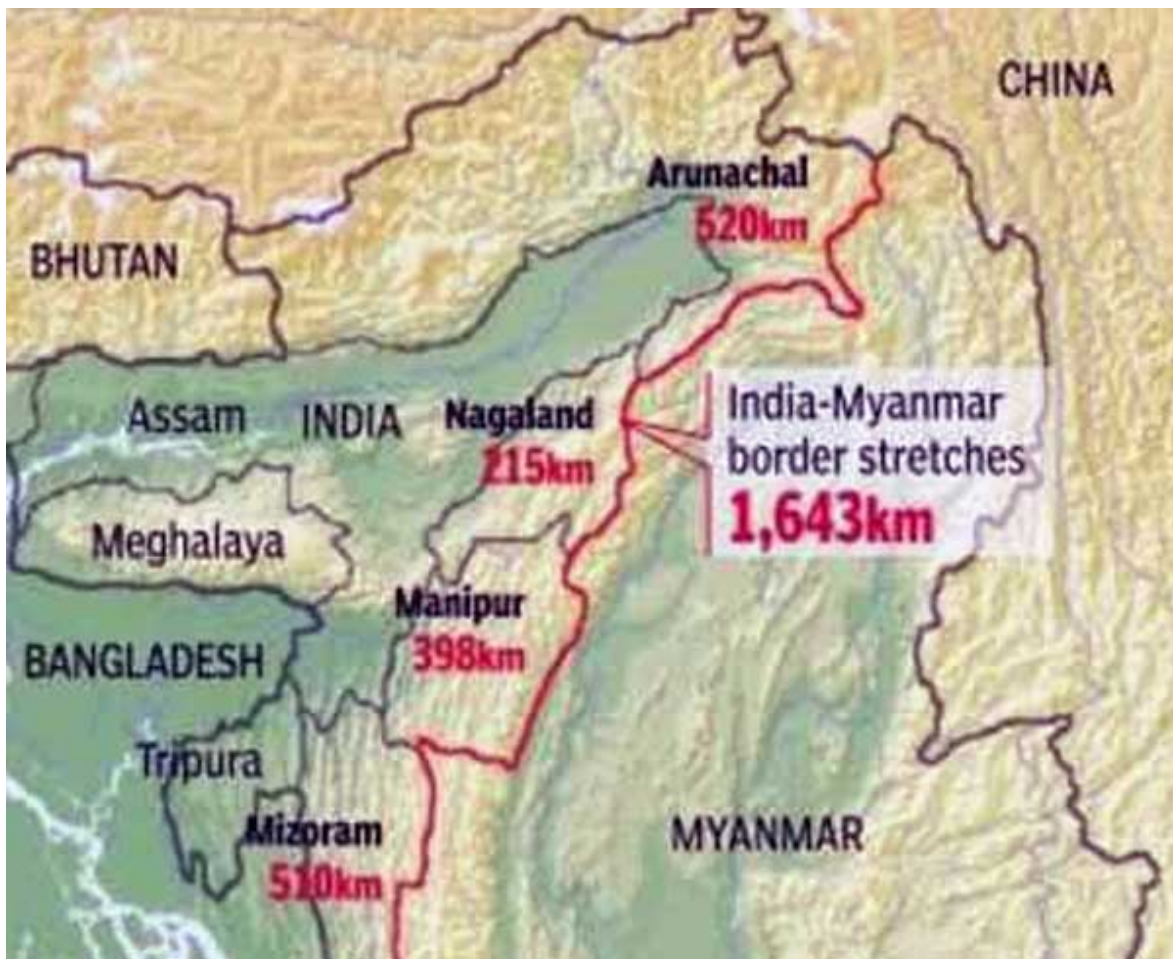 CHINA
Arunachal
520km
BHUTAN
Assam
INDIA
Nagaland
215km
India-Myanmar
border stretches
1,643km
Meghalaya
Manipur
398km
BANGLADESH
Tripura
Mizoram
510km
MYANMAR